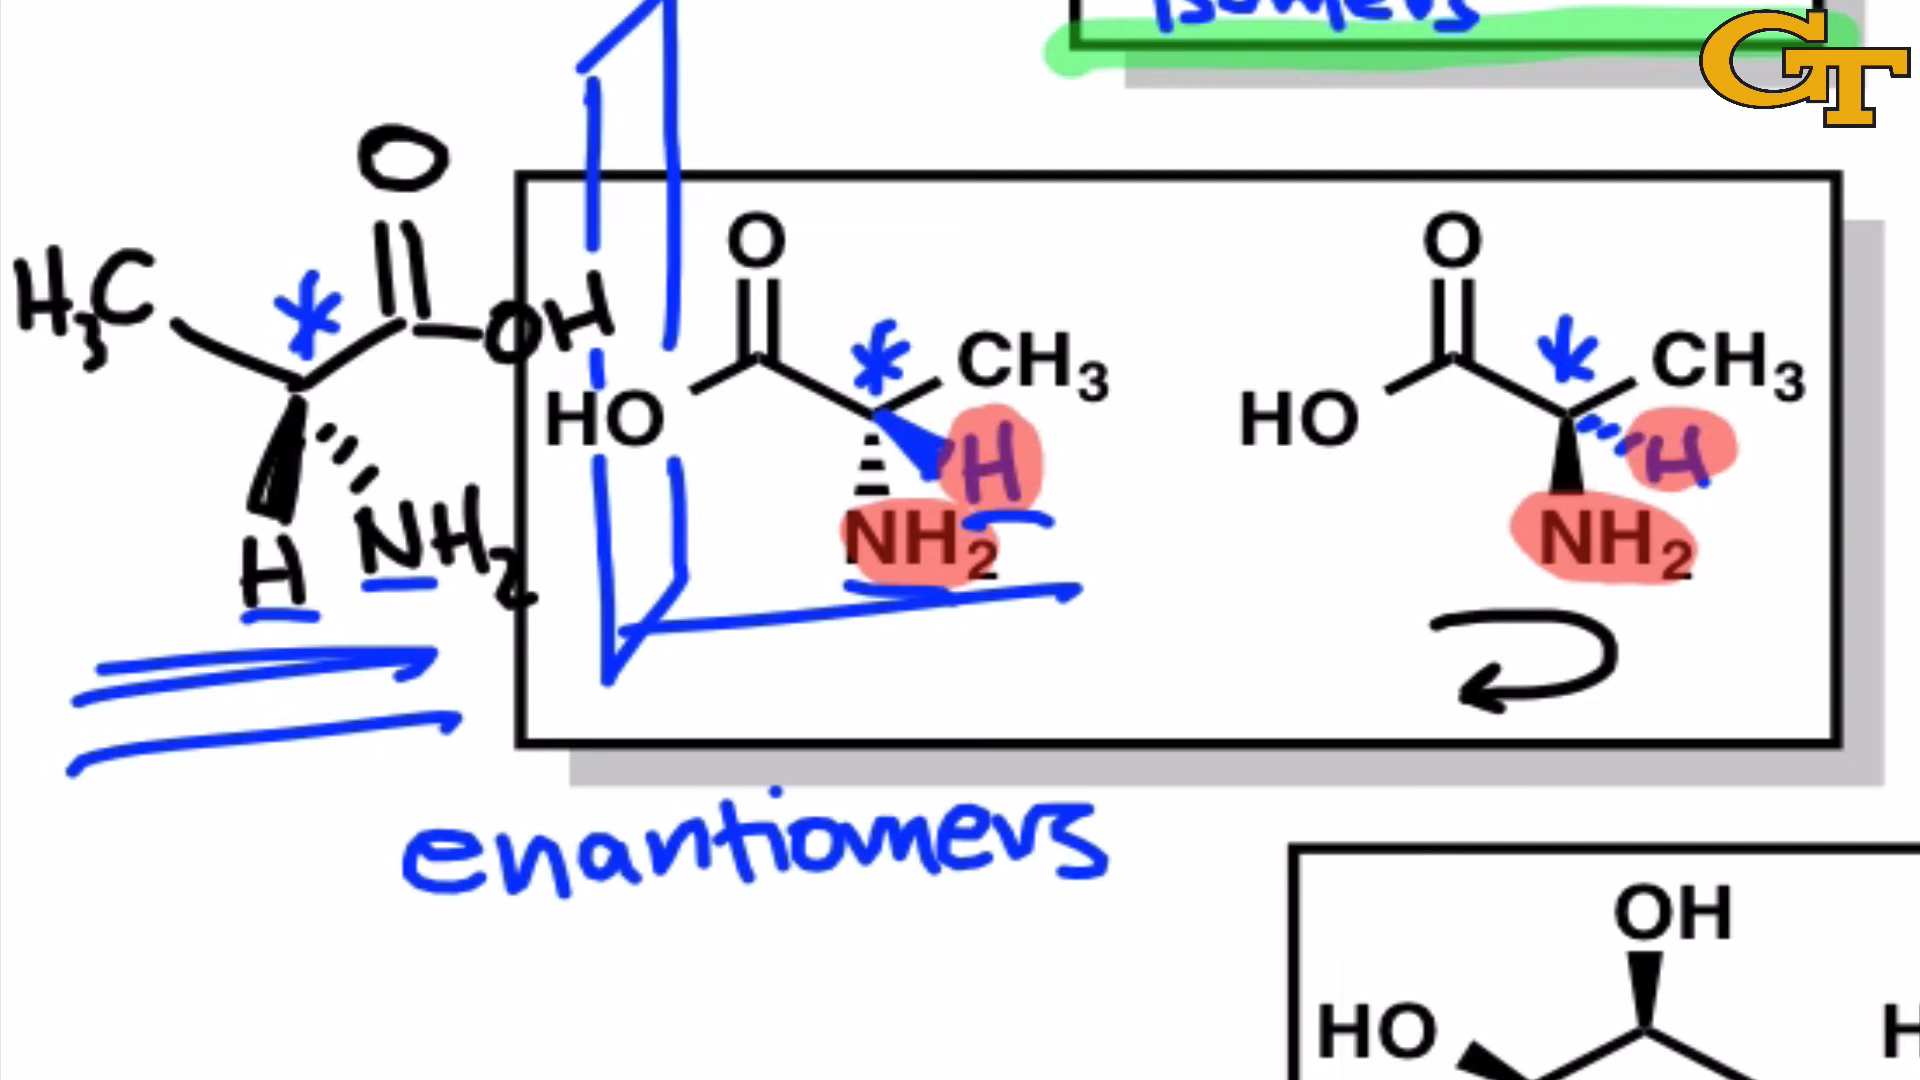 isomers
GT
O
H3C
*
OH
H
NH2
O
*
CH3
HO
H
NH2
O
*
CH3
HO
H
NH2
enantiomers
OH
HO
H